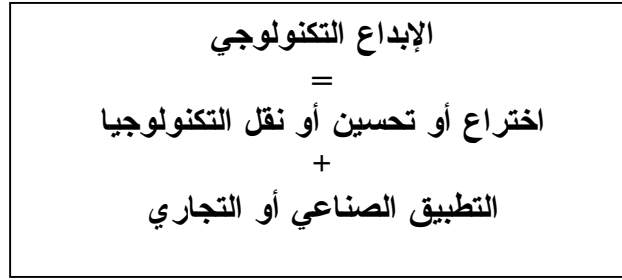 الإبداع التكنولوجي
=
اختراع أو تحسين أو نقل التكنولوجيا
+
التطبيق الصناعي أو التجاري